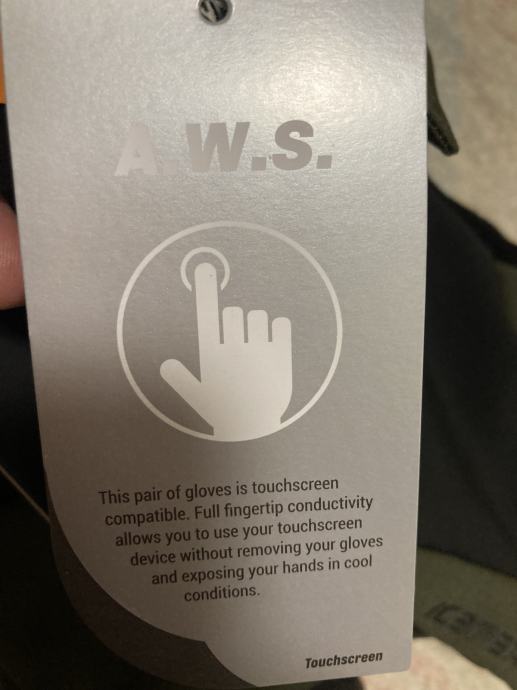 A.W.S.
This pair of gloves is touchscreen
compatible. Full fingertip conductivity
allows you to use your touchscreen
device without removing your gloves
and exposing your hands in cool
conditions.
Touchscreen